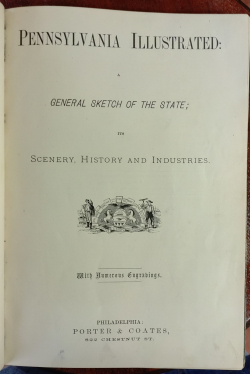 PENNSYLVANIA ILLUSTRATED:
A
GENERAL SKETCH OF THE STATE;
ITS
SCENERY, HISTORY AND INDUSTRIES.
With Numerous Engravings.
PHILADELPHIA:
PORTER & COATES,
822 CHESTNUT ST.